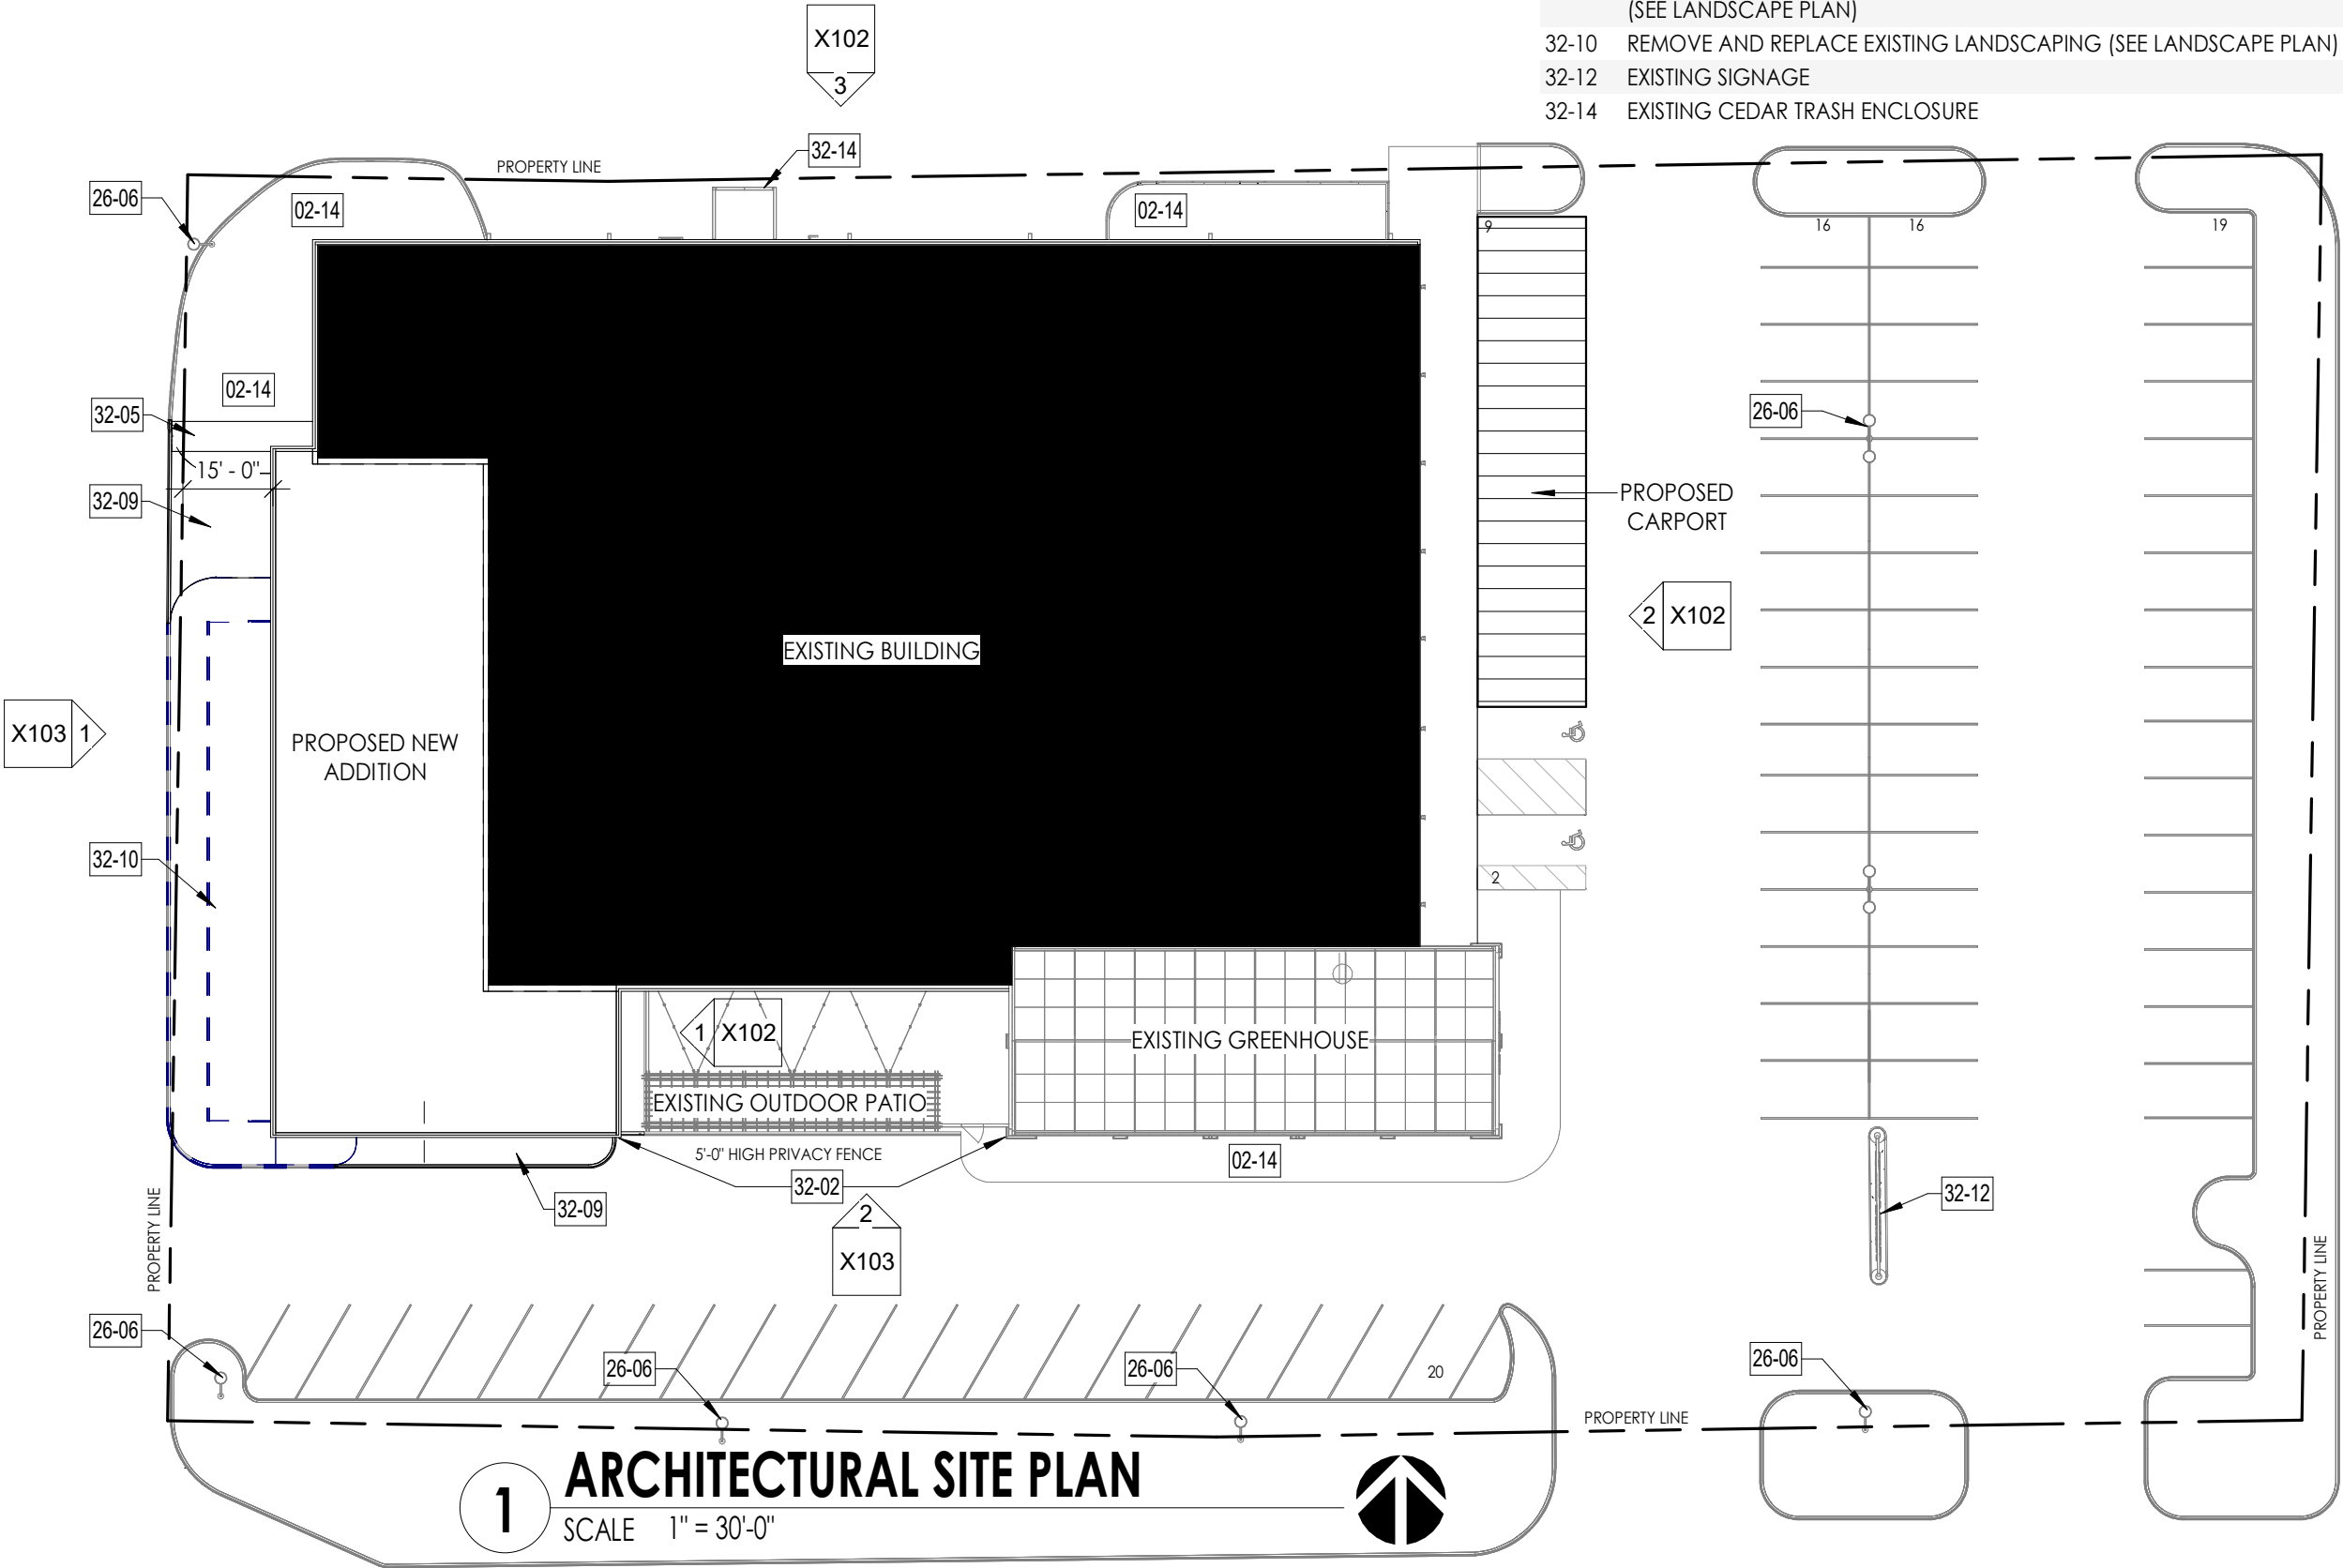 (SEE LANDSCAPE PLAN)
32-10 REMOVE AND REPLACE EXISTING LANDSCAPING (SEE LANDSCAPE PLAN)
32-12 EXISTING SIGNAGE
32-14 EXISTING CEDAR TRASH ENCLOSURE
X102
3
32-14
PROPERTY LINE
26-06
02-14
02-14
9
16
16
19
02-14
32-05
26-06
15' - 0"
32-09
PROPOSED
CARPORT
2
X102
EXISTING BUILDING
X103
1
PROPOSED NEW
ADDITION
32-10
2
1
X102
EXISTING GREENHOUSE
EXISTING OUTDOOR PATIO
5'-0" HIGH PRIVACY FENCE
02-14
32-02
32-12
32-09
PROPERTY LINE
2
X103
PROPERTY LINE
26-06
26-06
26-06
20
26-06
PROPERTY LINE
1
ARCHITECTURAL SITE PLAN
SCALE 1" = 30'-0"